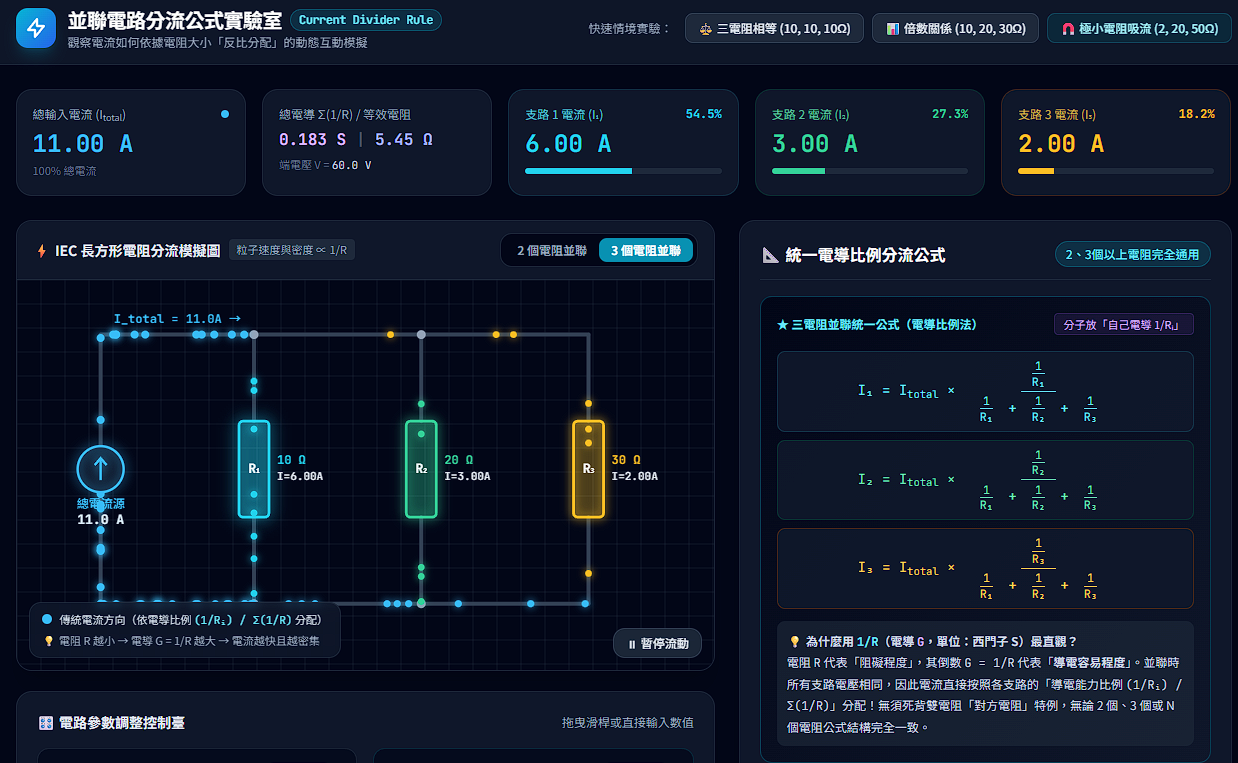 並聯電路分流公式實驗室
Current Divider Rule
觀察電流如何依據電阻大小「反比分配」的動態互動模擬
快速情境實驗：
三電阻相等 (10, 10, 10Ω)
倍數關係 (10, 20, 30Ω)
極小電阻吸流 (2, 20, 50Ω)
總輸入電流 (Itotal)
11.00 A
100% 總電流
總電導 Σ(1/R) / 等效電阻
0.183 S | 5.45 Ω
端電壓 V = 60.0 V
支路 1 電流 (I₁)
54.5%
6.00 A
支路 2 電流 (I₂)
27.3%
3.00 A
支路 3 電流 (I₃)
18.2%
2.00 A
⚡ IEC 長方形電阻分流模擬圖
粒子速度與密度 ∝ 1/R
2 個電阻並聯
3 個電阻並聯
I_total = 11.0A →
總電流源
11.0 A
R₁
10 Ω
I=6.00A
R₂
20 Ω
I=3.00A
R₃
30 Ω
I=2.00A
傳統電流方向（依電導比例 (1/Rᵢ) / Σ(1/R) 分配）
💡 電阻 R 越小 → 電導 G = 1/R 越大 → 電流越快且越密集
⏸ 暫停流動
🎛️ 電路參數調整控制臺
拖曳滑桿或直接輸入數值
📐 統一電導比例分流公式
2、3個以上電阻完全通用
★ 三電阻並聯統一公式（電導比例法）
分子放「自己電導 1/Rᵢ」
I₁ = Itotal × (1/R₁) / (1/R₁ + 1/R₂ + 1/R₃)
I₂ = Itotal × (1/R₂) / (1/R₁ + 1/R₂ + 1/R₃)
I₃ = Itotal × (1/R₃) / (1/R₁ + 1/R₂ + 1/R₃)
💡 為什麼用 1/R（電導 G，單位：西門子 S）最直觀？
電阻 R 代表「阻礙程度」，其倒數 G = 1/R 代表「導電容易程度」。並聯時
所有支路電壓相同，因此電流直接按照各支路的「導電能力比例 (1/Rᵢ) /
Σ(1/R)」分配！無須死背雙電阻「對方電阻」特例，無論 2 個、3 個或 N
個電阻公式結構完全一致。